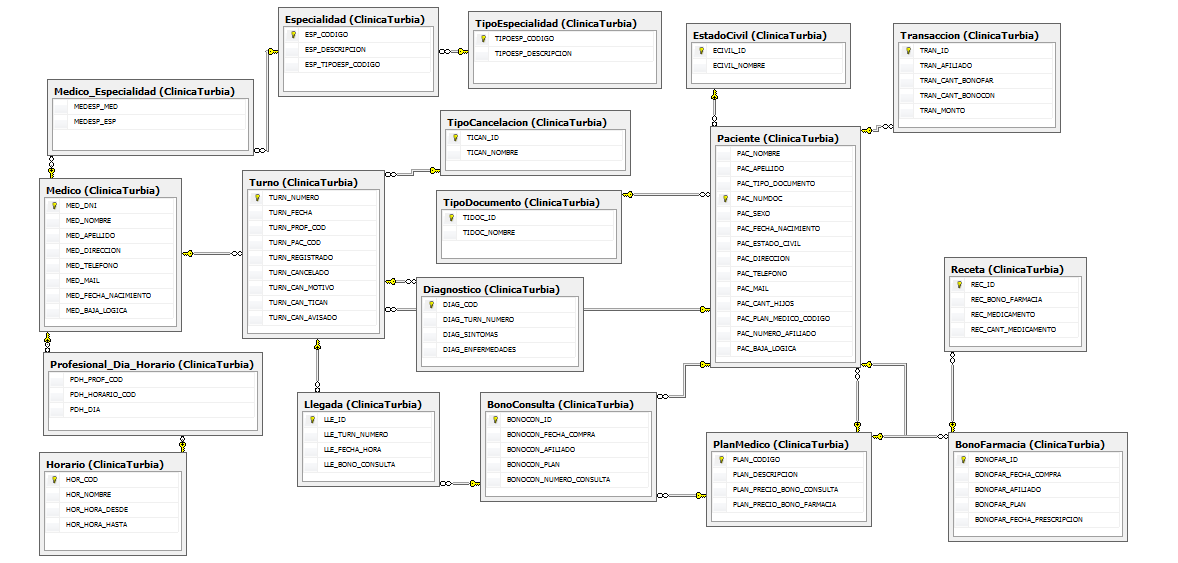 Especialidad (ClinicaTurbia)
ESP_CODIGO
ESP_DESCRIPCION
ESP_TIPOESP_CODIGO
TipoEspecialidad (ClinicaTurbia)
TIPOESP_CODIGO
TIPOESP_DESCRIPCION
EstadoCivil (ClinicaTurbia)
ECIVIL_ID
ECIVIL_NOMBRE
Transaccion (ClinicaTurbia)
TRAN_ID
TRAN_AFILIADO
TRAN_CANT_BONOFAR
TRAN_CANT_BONOCON
TRAN_MONTO
Medico_Especialidad (ClinicaTurbia)
MEDESP_MED
MEDESP_ESP
TipoCancelacion (ClinicaTurbia)
TICAN_ID
TICAN_NOMBRE
Paciente (ClinicaTurbia)
PAC_NOMBRE
PAC_APELLIDO
PAC_TIPO_DOCUMENTO
PAC_NUMDOC
PAC_SEXO
PAC_FECHA_NACIMIENTO
PAC_ESTADO_CIVIL
PAC_DIRECCION
PAC_TELEFONO
PAC_MAIL
PAC_CANT_HIJOS
PAC_PLAN_MEDICO_CODIGO
PAC_NUMERO_AFILIADO
PAC_BAJA_LOGICA
Medico (ClinicaTurbia)
MED_DNI
MED_NOMBRE
MED_APELLIDO
MED_DIRECCION
MED_TELEFONO
MED_MAIL
MED_FECHA_NACIMIENTO
MED_BAJA_LOGICA
Turno (ClinicaTurbia)
TURN_NUMERO
TURN_FECHA
TURN_PROF_COD
TURN_PAC_COD
TURN_REGISTRADO
TURN_CANCELADO
TURN_CAN_MOTIVO
TURN_CAN_TICAN
TURN_CAN_AVISADO
TipoDocumento (ClinicaTurbia)
TIDOC_ID
TIDOC_NOMBRE
Diagnostico (ClinicaTurbia)
DIAG_COD
DIAG_TURN_NUMERO
DIAG_SINTOMAS
DIAG_ENFERMEDADES
Receta (ClinicaTurbia)
REC_ID
REC_BONO_FARMACIA
REC_MEDICAMENTO
REC_CANT_MEDICAMENTO
Profesional_Dia_Horario (ClinicaTurbia)
PDH_PROF_COD
PDH_HORARIO_COD
PDH_DIA
Llegada (ClinicaTurbia)
LLE_ID
LLE_TURN_NUMERO
LLE_FECHA_HORA
LLE_BONO_CONSULTA
BonoConsulta (ClinicaTurbia)
BONOCON_ID
BONOCON_FECHA_COMPRA
BONOCON_AFILIADO
BONOCON_PLAN
BONOCON_NUMERO_CONSULTA
PlanMedico (ClinicaTurbia)
PLAN_CODIGO
PLAN_DESCRIPCION
PLAN_PRECIO_BONO_CONSULTA
PLAN_PRECIO_BONO_FARMACIA
BonoFarmacia (ClinicaTurbia)
BONOFAR_ID
BONOFAR_FECHA_COMPRA
BONOFAR_AFILIADO
BONOFAR_PLAN
BONOFAR_FECHA_PRESCRIPCION
Horario (ClinicaTurbia)
HOR_COD
HOR_NOMBRE
HOR_HORA_DESDE
HOR_HORA_HASTA